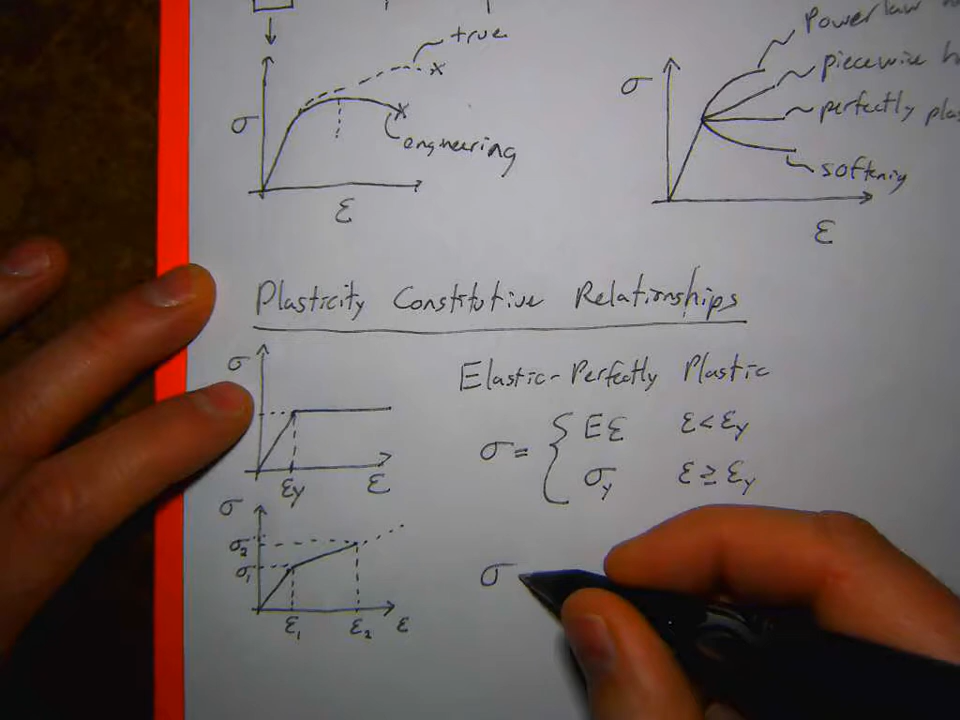 true
σ
engineering
ε
Power law
σ
piecewise
perfectly
softenig
ε
Plasticity Constitutive Relationships
σ
εy
ε
Elastic-Perfectly Plastic
σ = { Eε ε < εy
σy ε ≥ εy
σ
σ2
σ1
ε1 ε2 ε
σ